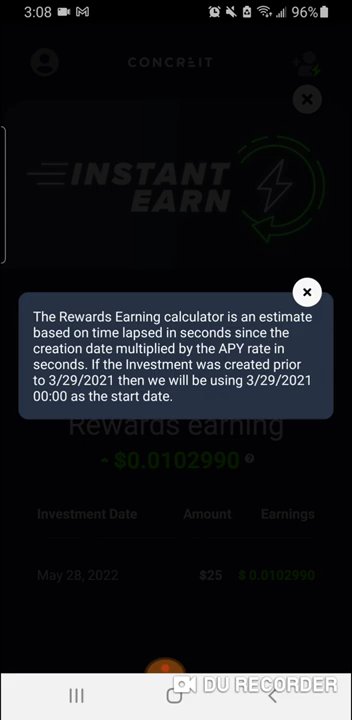 3:08 96%
CONCREIT
INSTANT
EARN
The Rewards Earning calculator is an estimate
based on time lapsed in seconds since the
creation date multiplied by the APY rate in
seconds. If the Investment was created prior
to 3/29/2021 then we will be using 3/29/2021
00:00 as the start date.
Rewards earning
$0.0102990
Investment Date Amount Earnings
May 28, 2022 $25 $ 0.0102990
DU RECORDER